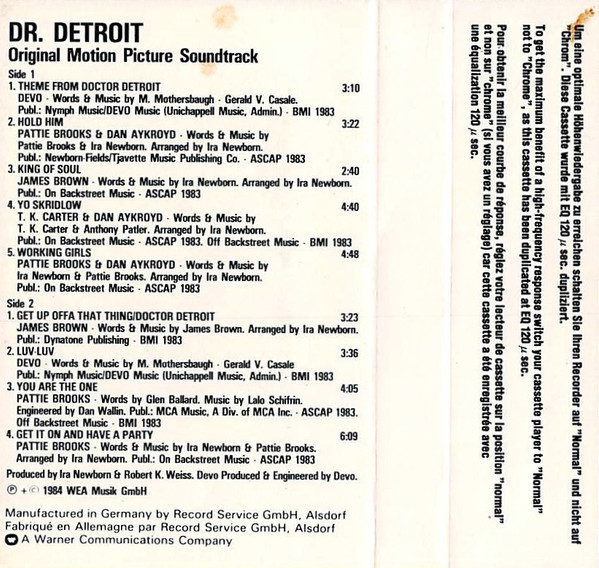 DR. DETROIT
Original Motion Picture Soundtrack
Side 1
1. THEME FROM DOCTOR DETROIT 3:10
DEVO - Words & Music by M. Mothersbaugh - Gerald V. Casale.
Publ.: Nymph Music/DEVO Music (Unichappell Music, Admin.) - BMI 1983
2. HOLD HIM 3:22
PATTIE BROOKS & DAN AYKROYD - Words & Music by
Pattie Brooks & Ira Newborn. Arranged by Ira Newborn.
Publ.: Newborn-Fields/Tjavette Music Publishing Co. - ASCAP 1983
3. KING OF SOUL 2:40
JAMES BROWN - Words & Music by Ira Newborn. Arranged by Ira Newborn.
Publ.: On Backstreet Music - ASCAP 1983
4. YO SKRIDLOW 4:40
T. K. CARTER & DAN AYKROYD - Words & Music by
T. K. Carter & Anthony Patler. Arranged by Ira Newborn.
Publ.: On Backstreet Music - ASCAP 1983. Off Backstreet Music - BMI 1983
5. WORKING GIRLS 4:48
PATTIE BROOKS & DAN AYKROYD - Words & Music by
Ira Newborn & Pattie Brooks. Arranged by Ira Newborn.
Publ.: On Backstreet Music - ASCAP 1983
Side 2
1. GET UP OFFA THAT THING/DOCTOR DETROIT 3:23
JAMES BROWN - Words & Music by James Brown. Arranged by Ira Newborn.
Publ.: Dynatone Publishing - BMI 1983
2. LUV-LUV 3:36
DEVO - Words & Music by M. Mothersbaugh - Gerald V. Casale
Publ.: Nymph Music/DEVO Music (Unichappell Music, Admin.) - BMI 1983
3. YOU ARE THE ONE 4:05
PATTIE BROOKS - Words by Glen Ballard. Music by Lalo Schifrin.
Engineered by Dan Wallin. Publ.: MCA Music, A Div. of MCA Inc. - ASCAP 1983.
Off Backstreet Music - BMI 1983
4. GET IT ON AND HAVE A PARTY 6:09
PATTIE BROOKS - Words & Music by Ira Newborn & Pattie Brooks.
Arranged by Ira Newborn. Publ.: On Backstreet Music - ASCAP 1983
Produced by Ira Newborn & Robert K. Weiss. Devo Produced & Engineered by Devo.
℗ + © 1984 WEA Musik GmbH
Manufactured in Germany by Record Service GmbH, Alsdorf
Fabriqué en Allemagne par Record Service GmbH, Alsdorf
A Warner Communications Company
Um eine optimale Höhenwiedergabe zu erreichen schalten Sie Ihren Recorder auf "Normal" und nicht auf
"Chrom". Diese Cassette wurde mit EQ 120 µ sec. dupliziert.
To get the maximum benefit of a high-frequency response switch your cassette player to "Normal"
not to "Chrome", as this cassette has been duplicated at EQ 120 µ sec.
Pour obtenir la meilleur courbe de réponse, réglez votre lecteur de cassette sur la position "normal"
et non sur "chrome" (si vous avez un réglage) car cette cassette a été enregistrée avec
une équalization 120 µ sec.